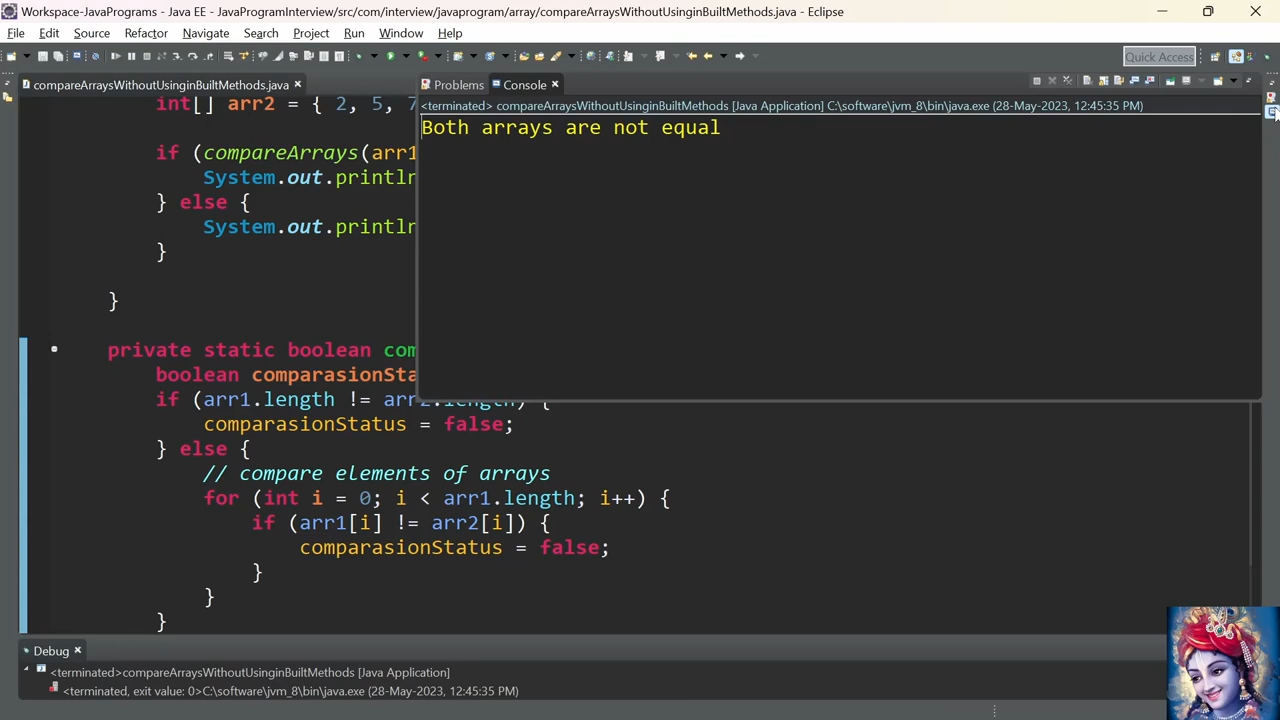 Workspace-JavaPrograms - Java EE - JavaProgramInterview/src/com/interview/javaprogram/array/compareArraysWithoutUsinginBuiltMethods.java - Eclipse
File Edit Source Refactor Navigate Search Project Run Window Help
Quick Access
compareArraysWithoutUsinginBuiltMethods.java
int[] arr2 = { 2, 5, 7
if (compareArrays(arr1
System.out.println
} else {
System.out.println
}
}
private static boolean com
boolean comparasionSta
if (arr1.length != arr2.length) {
comparasionStatus = false;
} else {
// compare elements of arrays
for (int i = 0; i < arr1.length; i++) {
if (arr1[i] != arr2[i]) {
comparasionStatus = false;
}
}
}
Problems Console
<terminated> compareArraysWithoutUsinginBuiltMethods [Java Application] C:\software\jvm_8\bin\java.exe (28-May-2023, 12:45:35 PM)
Both arrays are not equal
Debug
<terminated>compareArraysWithoutUsinginBuiltMethods [Java Application]
<terminated, exit value: 0>C:\software\jvm_8\bin\java.exe (28-May-2023, 12:45:35 PM)